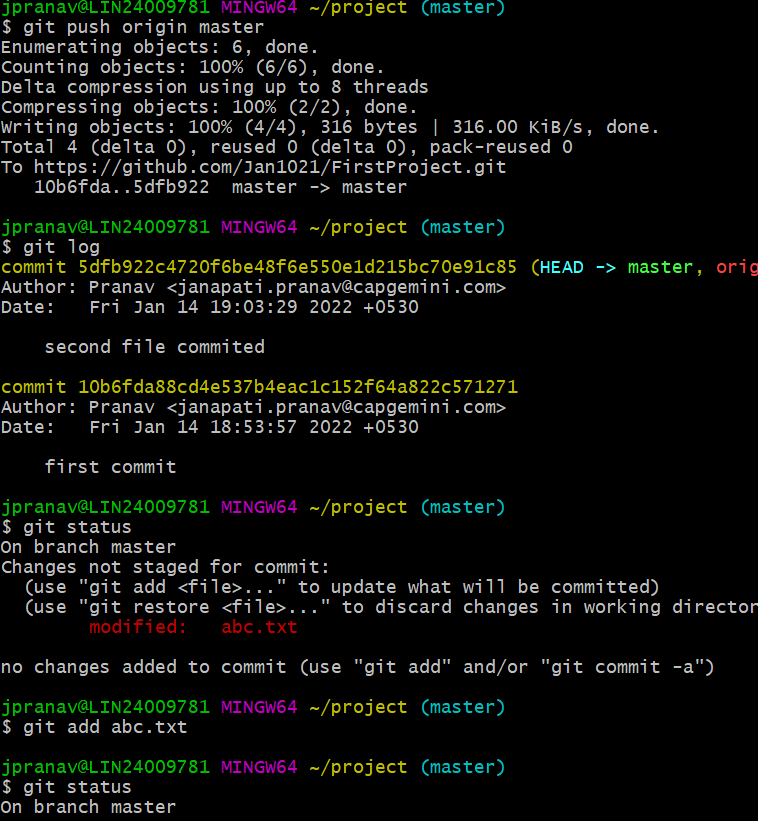 jpranav@LIN24009781 MINGW64 ~/project (master)
$ git push origin master
Enumerating objects: 6, done.
Counting objects: 100% (6/6), done.
Delta compression using up to 8 threads
Compressing objects: 100% (2/2), done.
Writing objects: 100% (4/4), 316 bytes | 316.00 KiB/s, done.
Total 4 (delta 0), reused 0 (delta 0), pack-reused 0
To https://github.com/Jan1021/FirstProject.git
   10b6fda..5dfb922  master -> master

jpranav@LIN24009781 MINGW64 ~/project (master)
$ git log
commit 5dfb922c4720f6be48f6e550e1d215bc70e91c85 (HEAD -> master, orig
Author: Pranav <janapati.pranav@capgemini.com>
Date:   Fri Jan 14 19:03:29 2022 +0530

    second file commited

commit 10b6fda88cd4e537b4eac1c152f64a822c571271
Author: Pranav <janapati.pranav@capgemini.com>
Date:   Fri Jan 14 18:53:57 2022 +0530

    first commit

jpranav@LIN24009781 MINGW64 ~/project (master)
$ git status
On branch master
Changes not staged for commit:
  (use "git add <file>..." to update what will be committed)
  (use "git restore <file>..." to discard changes in working director
        modified:   abc.txt

no changes added to commit (use "git add" and/or "git commit -a")

jpranav@LIN24009781 MINGW64 ~/project (master)
$ git add abc.txt

jpranav@LIN24009781 MINGW64 ~/project (master)
$ git status
On branch master